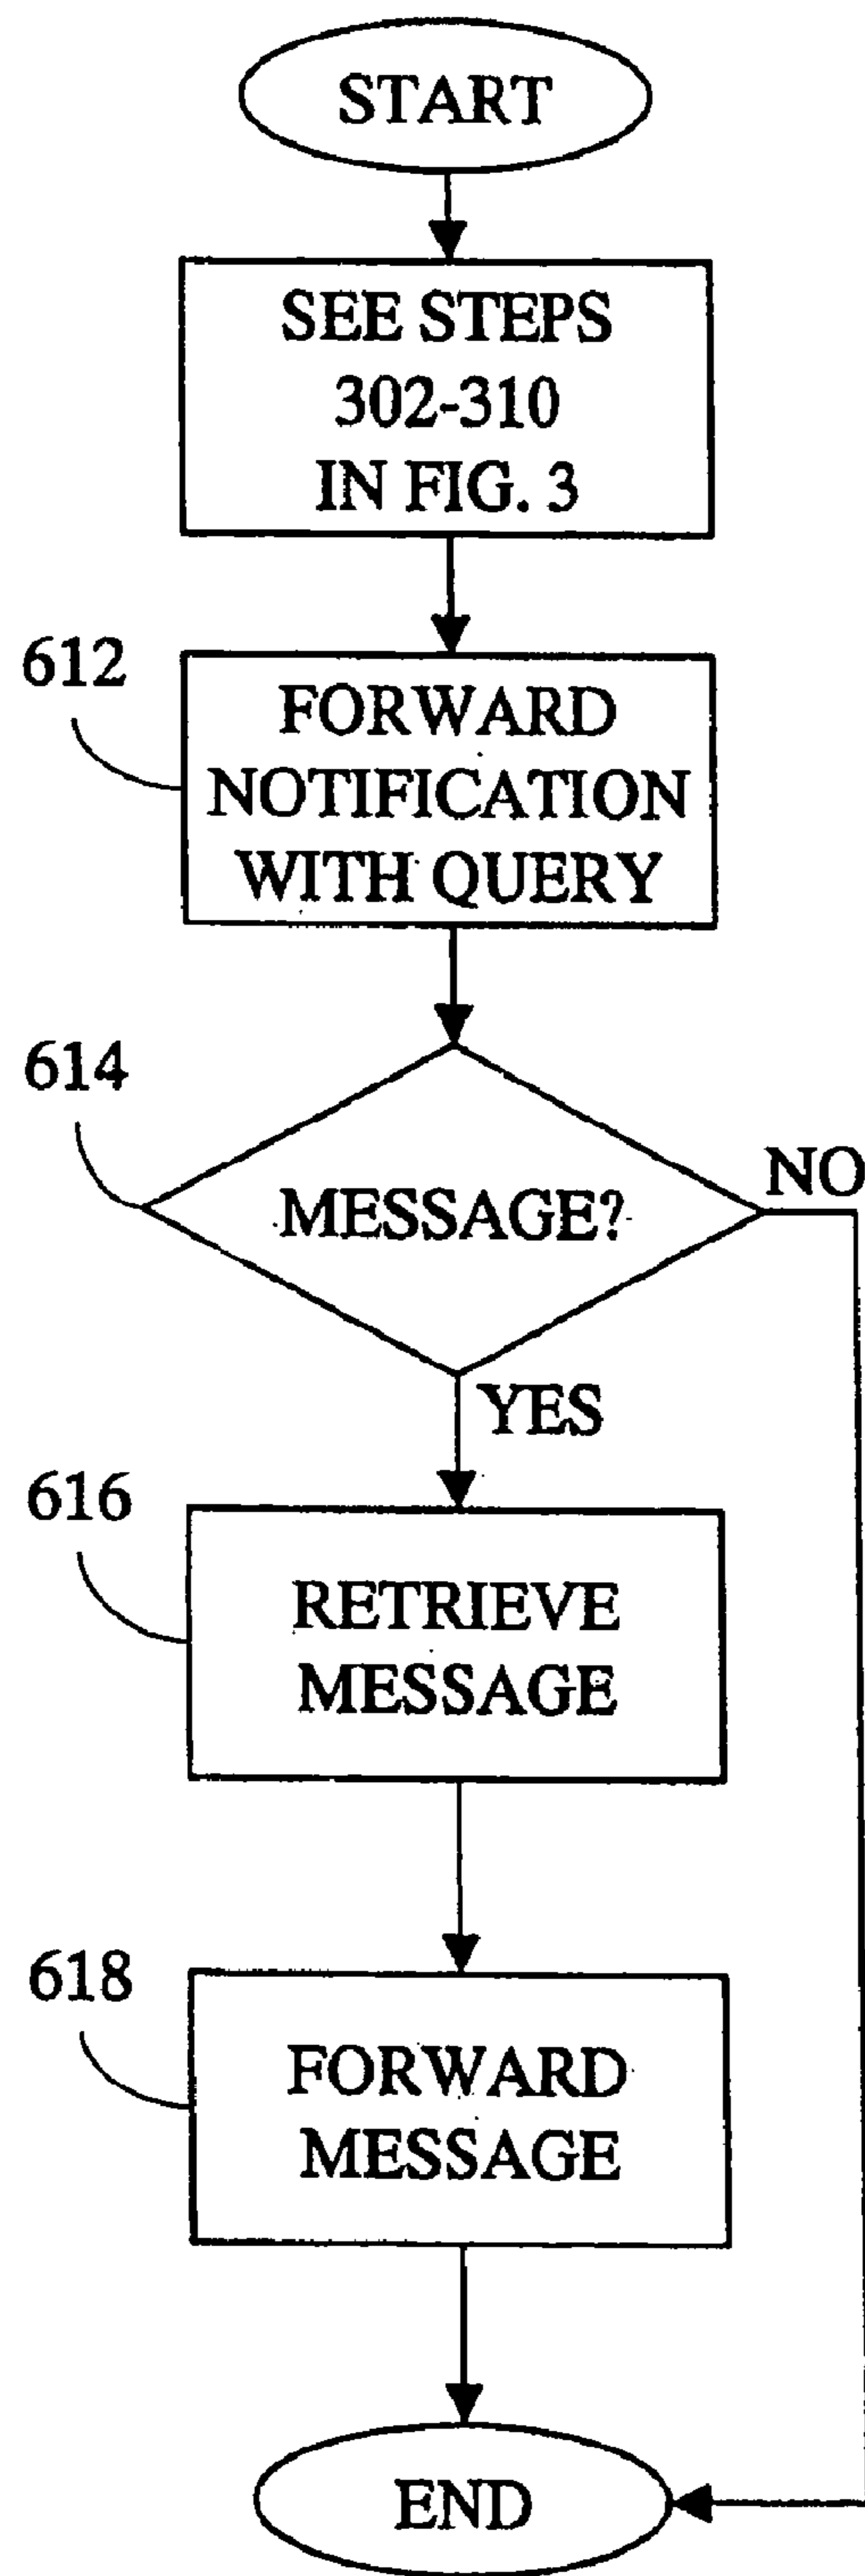 START
SEE STEPS
302-310
IN FIG. 3
612
FORWARD
NOTIFICATION
WITH QUERY
614
MESSAGE?
NO
YES
616
RETRIEVE
MESSAGE
618
FORWARD
MESSAGE
END